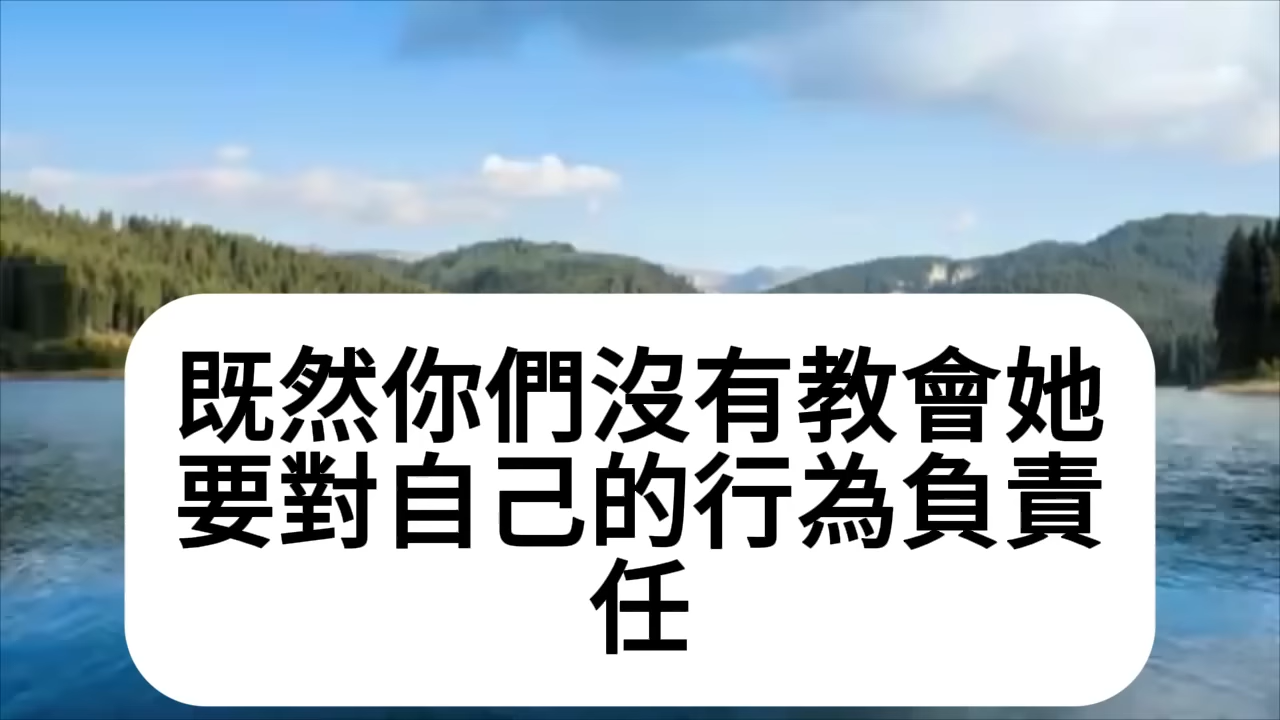 既然你們沒有教會她
要對自己的行為負責
任